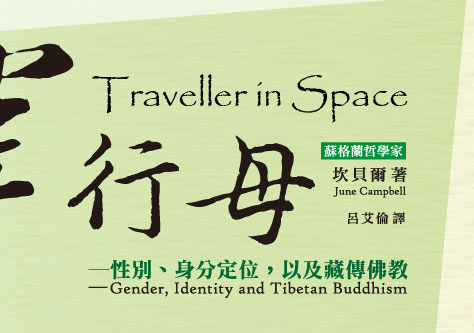 Traveller in Space
行母
蘇格蘭哲學家
坎貝爾 著
June Campbell
呂艾倫 譯
—性別、身分定位，以及藏傳佛教
—Gender, Identity and Tibetan Buddhism